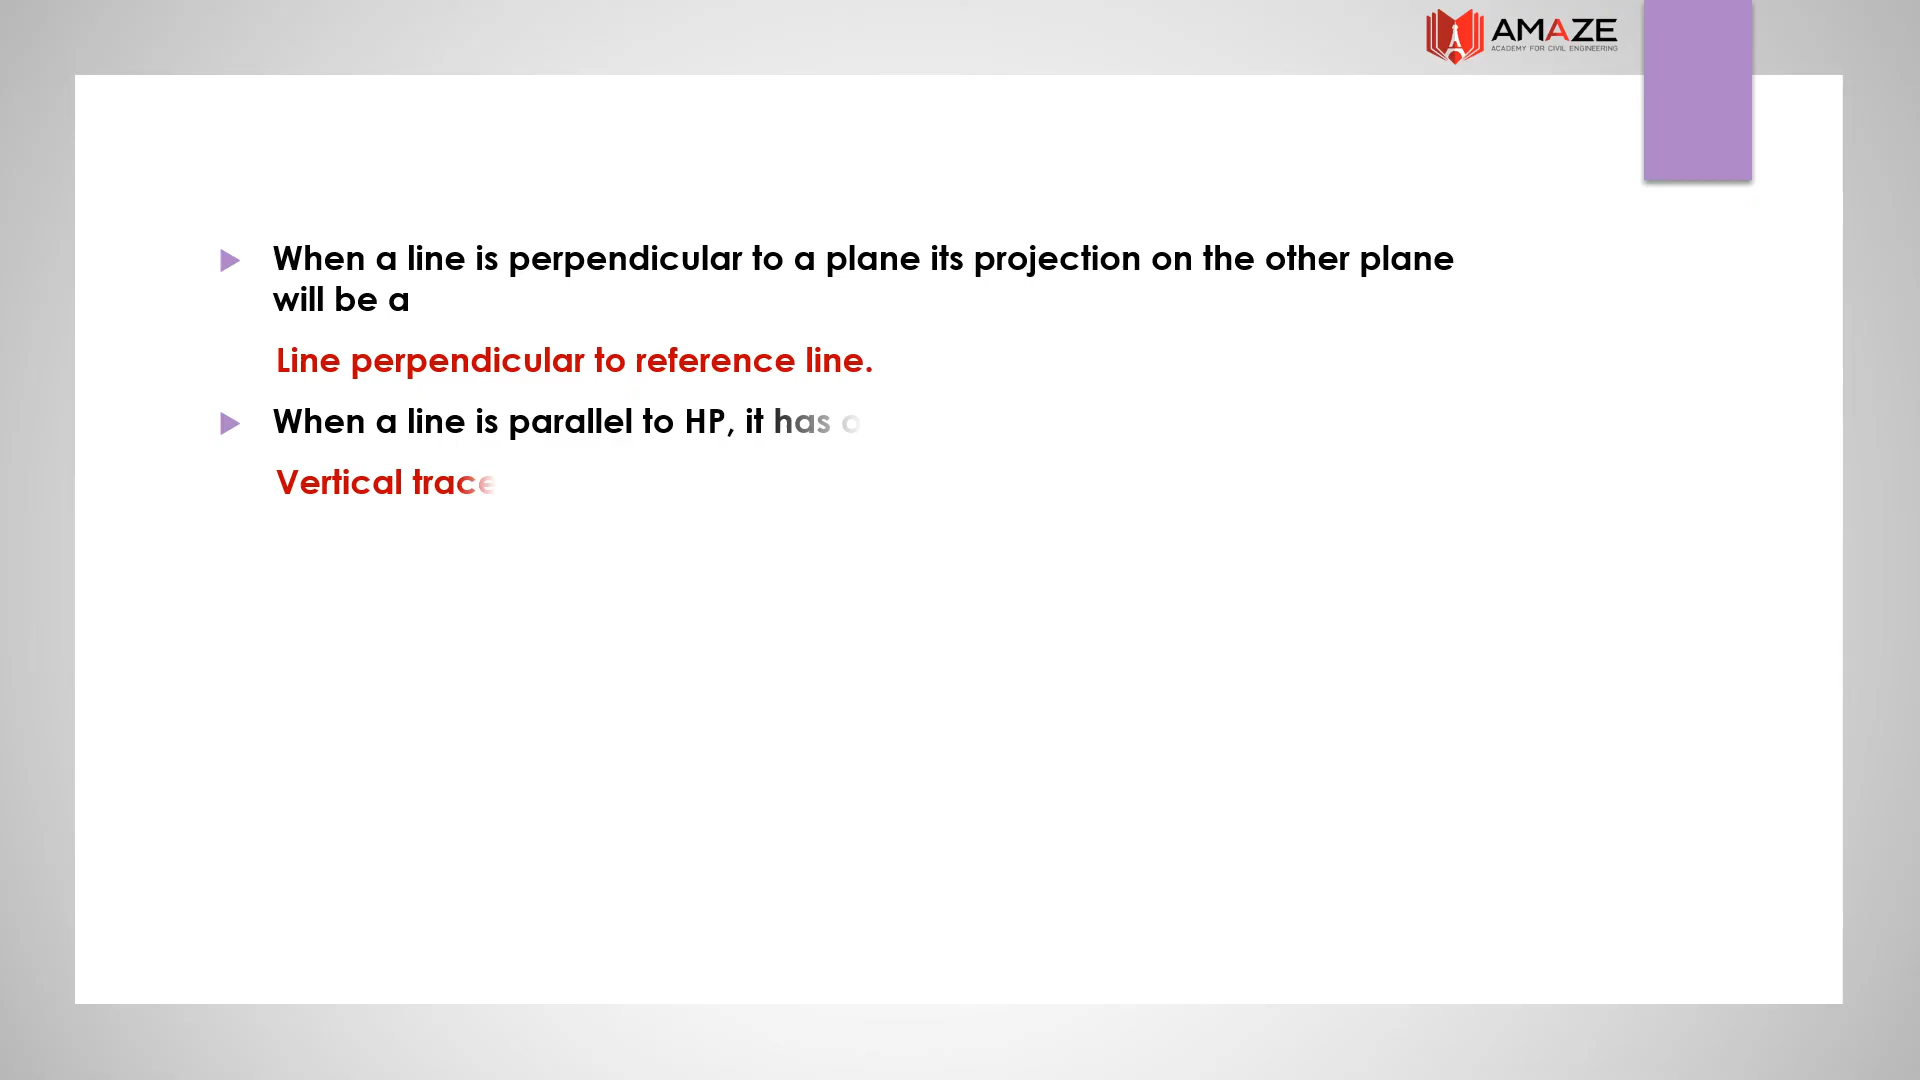 AMAZE
ACADEMY FOR CIVIL ENGINEERING
When a line is perpendicular to a plane its projection on the other plane
will be a
Line perpendicular to reference line.
When a line is parallel to HP, it has
Vertical trace